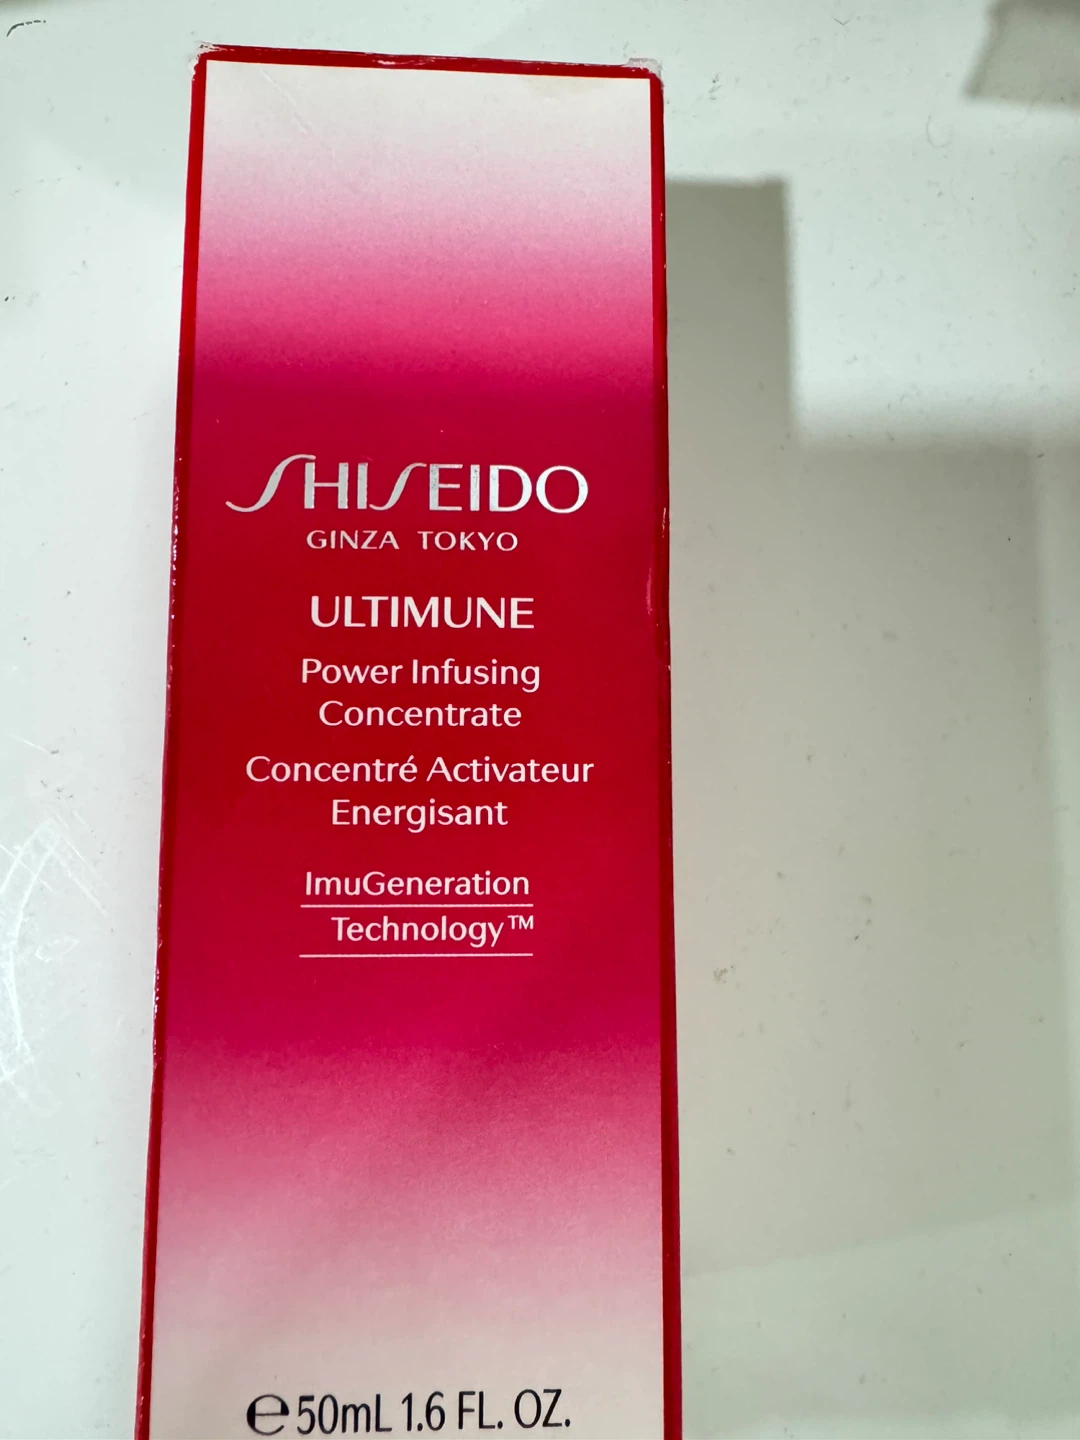 SHISEIDO
GINZA TOKYO
ULTIMUNE
Power Infusing
Concentrate
Concentré Activateur
Energisant
ImuGeneration
Technology™
℮50mL 1.6 FL. OZ.